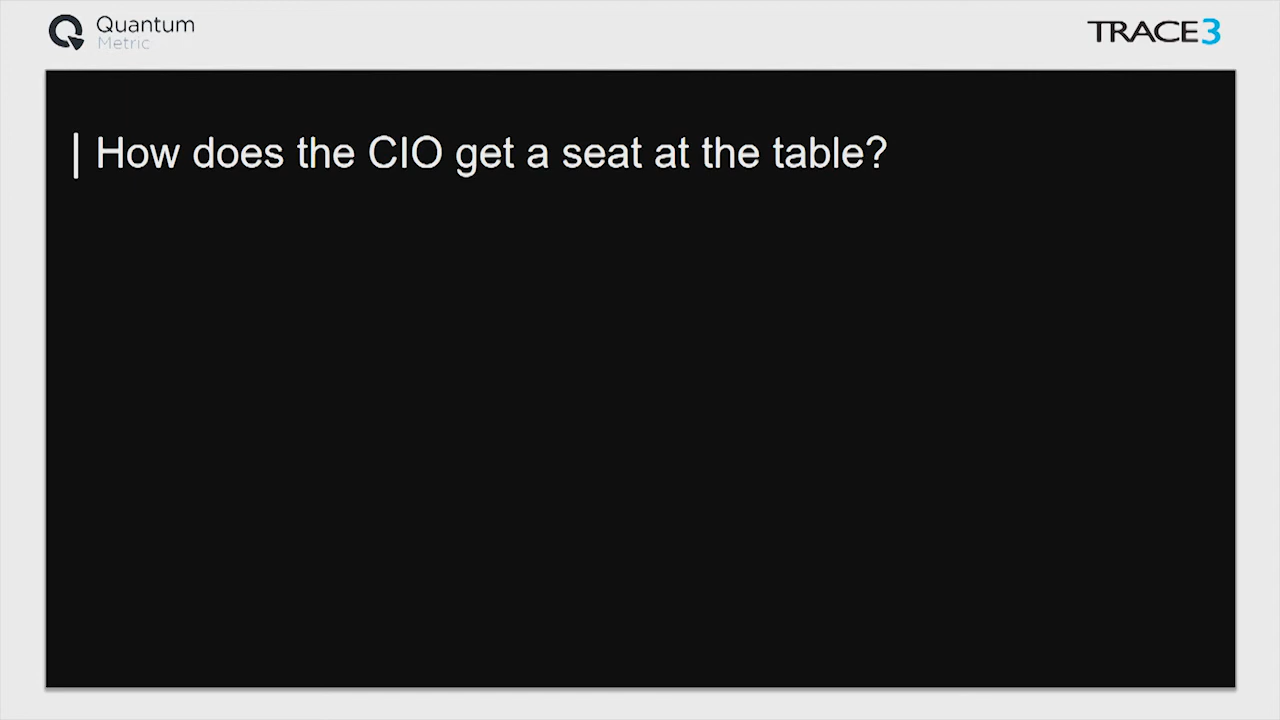 Quantum
Metric
TRACE3
How does the CIO get a seat at the table?